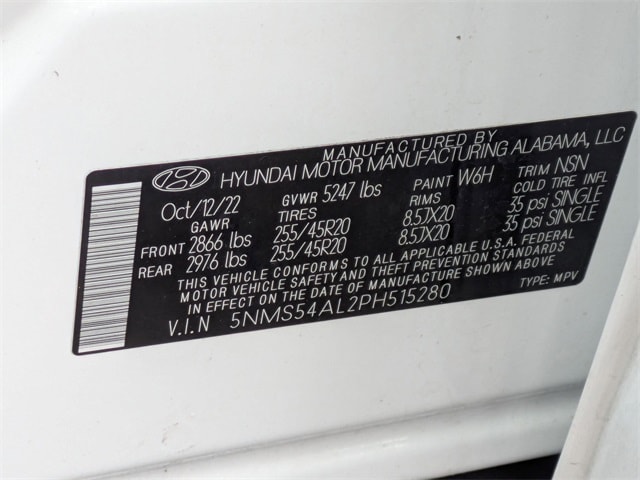 MANUFACTURED BY
HYUNDAI MOTOR MANUFACTURING ALABAMA, LLC
Oct/12/22 GVWR 5247 lbs PAINT W6H TRIM NSN
GAWR TIRES RIMS COLD TIRE INFL
FRONT 2866 lbs 255/45R20 8.5JX20 35 psi SINGLE
REAR 2976 lbs 255/45R20 8.5JX20 35 psi SINGLE
THIS VEHICLE CONFORMS TO ALL APPLICABLE U.S.A. FEDERAL
MOTOR VEHICLE SAFETY AND THEFT PREVENTION STANDARDS
IN EFFECT ON THE DATE OF MANUFACTURE SHOWN ABOVE
V.I.N 5NMS54AL2PH515280 TYPE: MPV